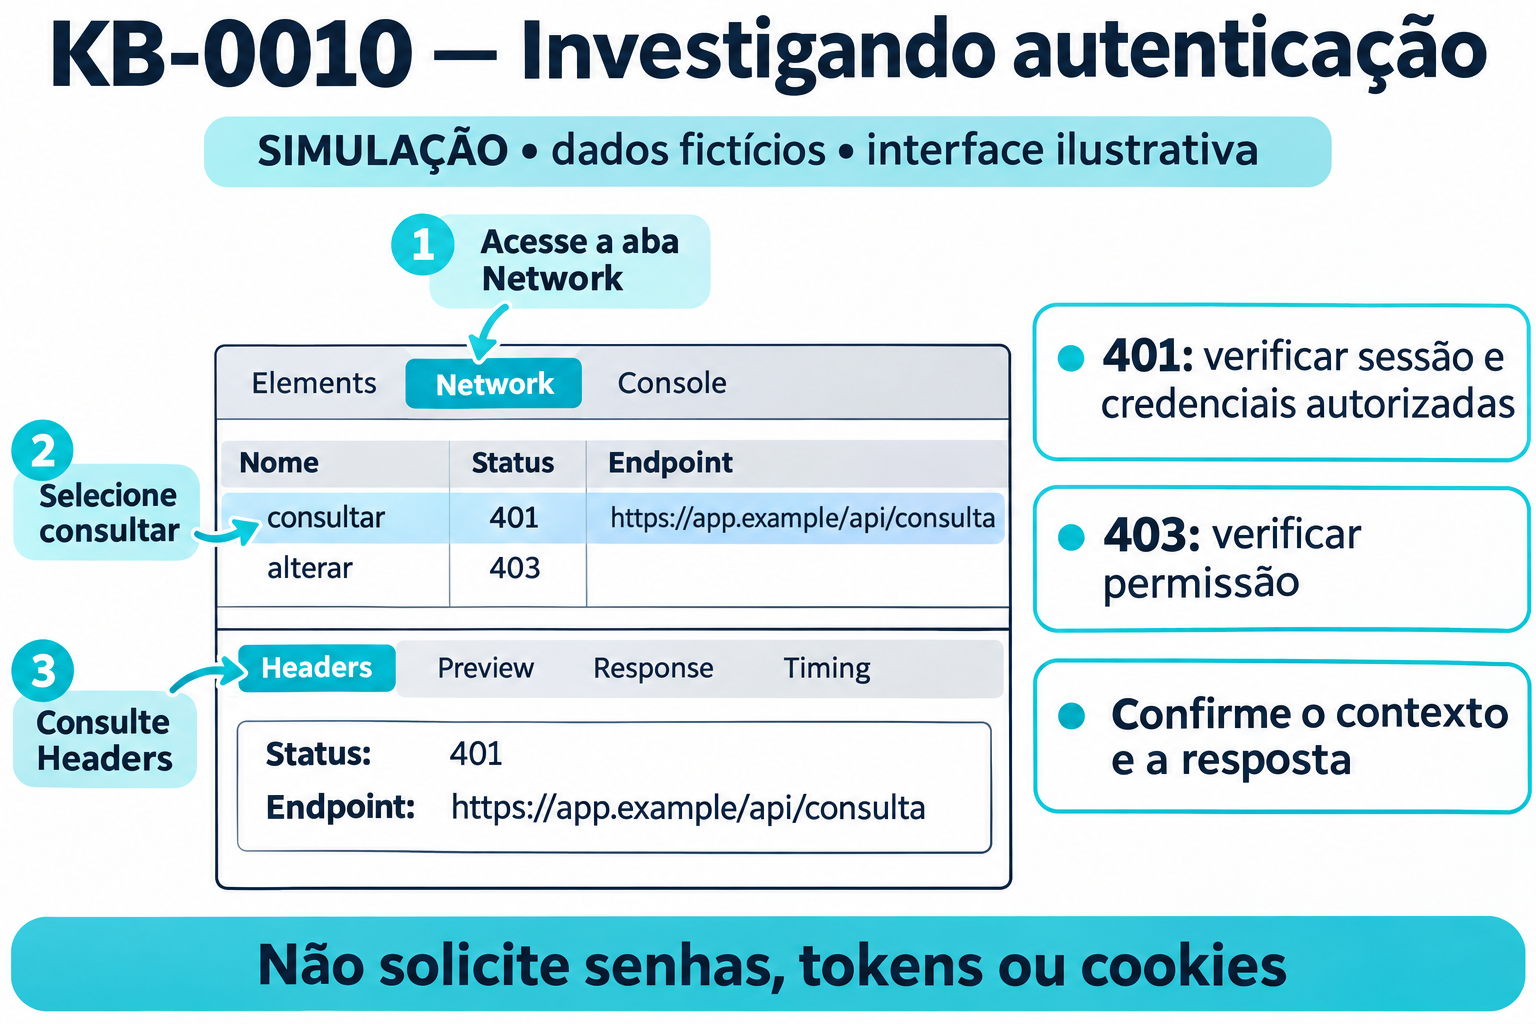 KB-0010 — Investigando autenticação
SIMULAÇÃO • dados fictícios • interface ilustrativa
1
Acesse a aba
Network
Elements Network Console
2
Selecione
consultar
Nome Status Endpoint
consultar 401 https://app.example/api/consulta
alterar 403
3
Consulte
Headers
Headers Preview Response Timing
Status: 401
Endpoint: https://app.example/api/consulta
• 401: verificar sessão e
credenciais autorizadas
• 403: verificar
permissão
• Confirme o contexto
e a resposta
Não solicite senhas, tokens ou cookies